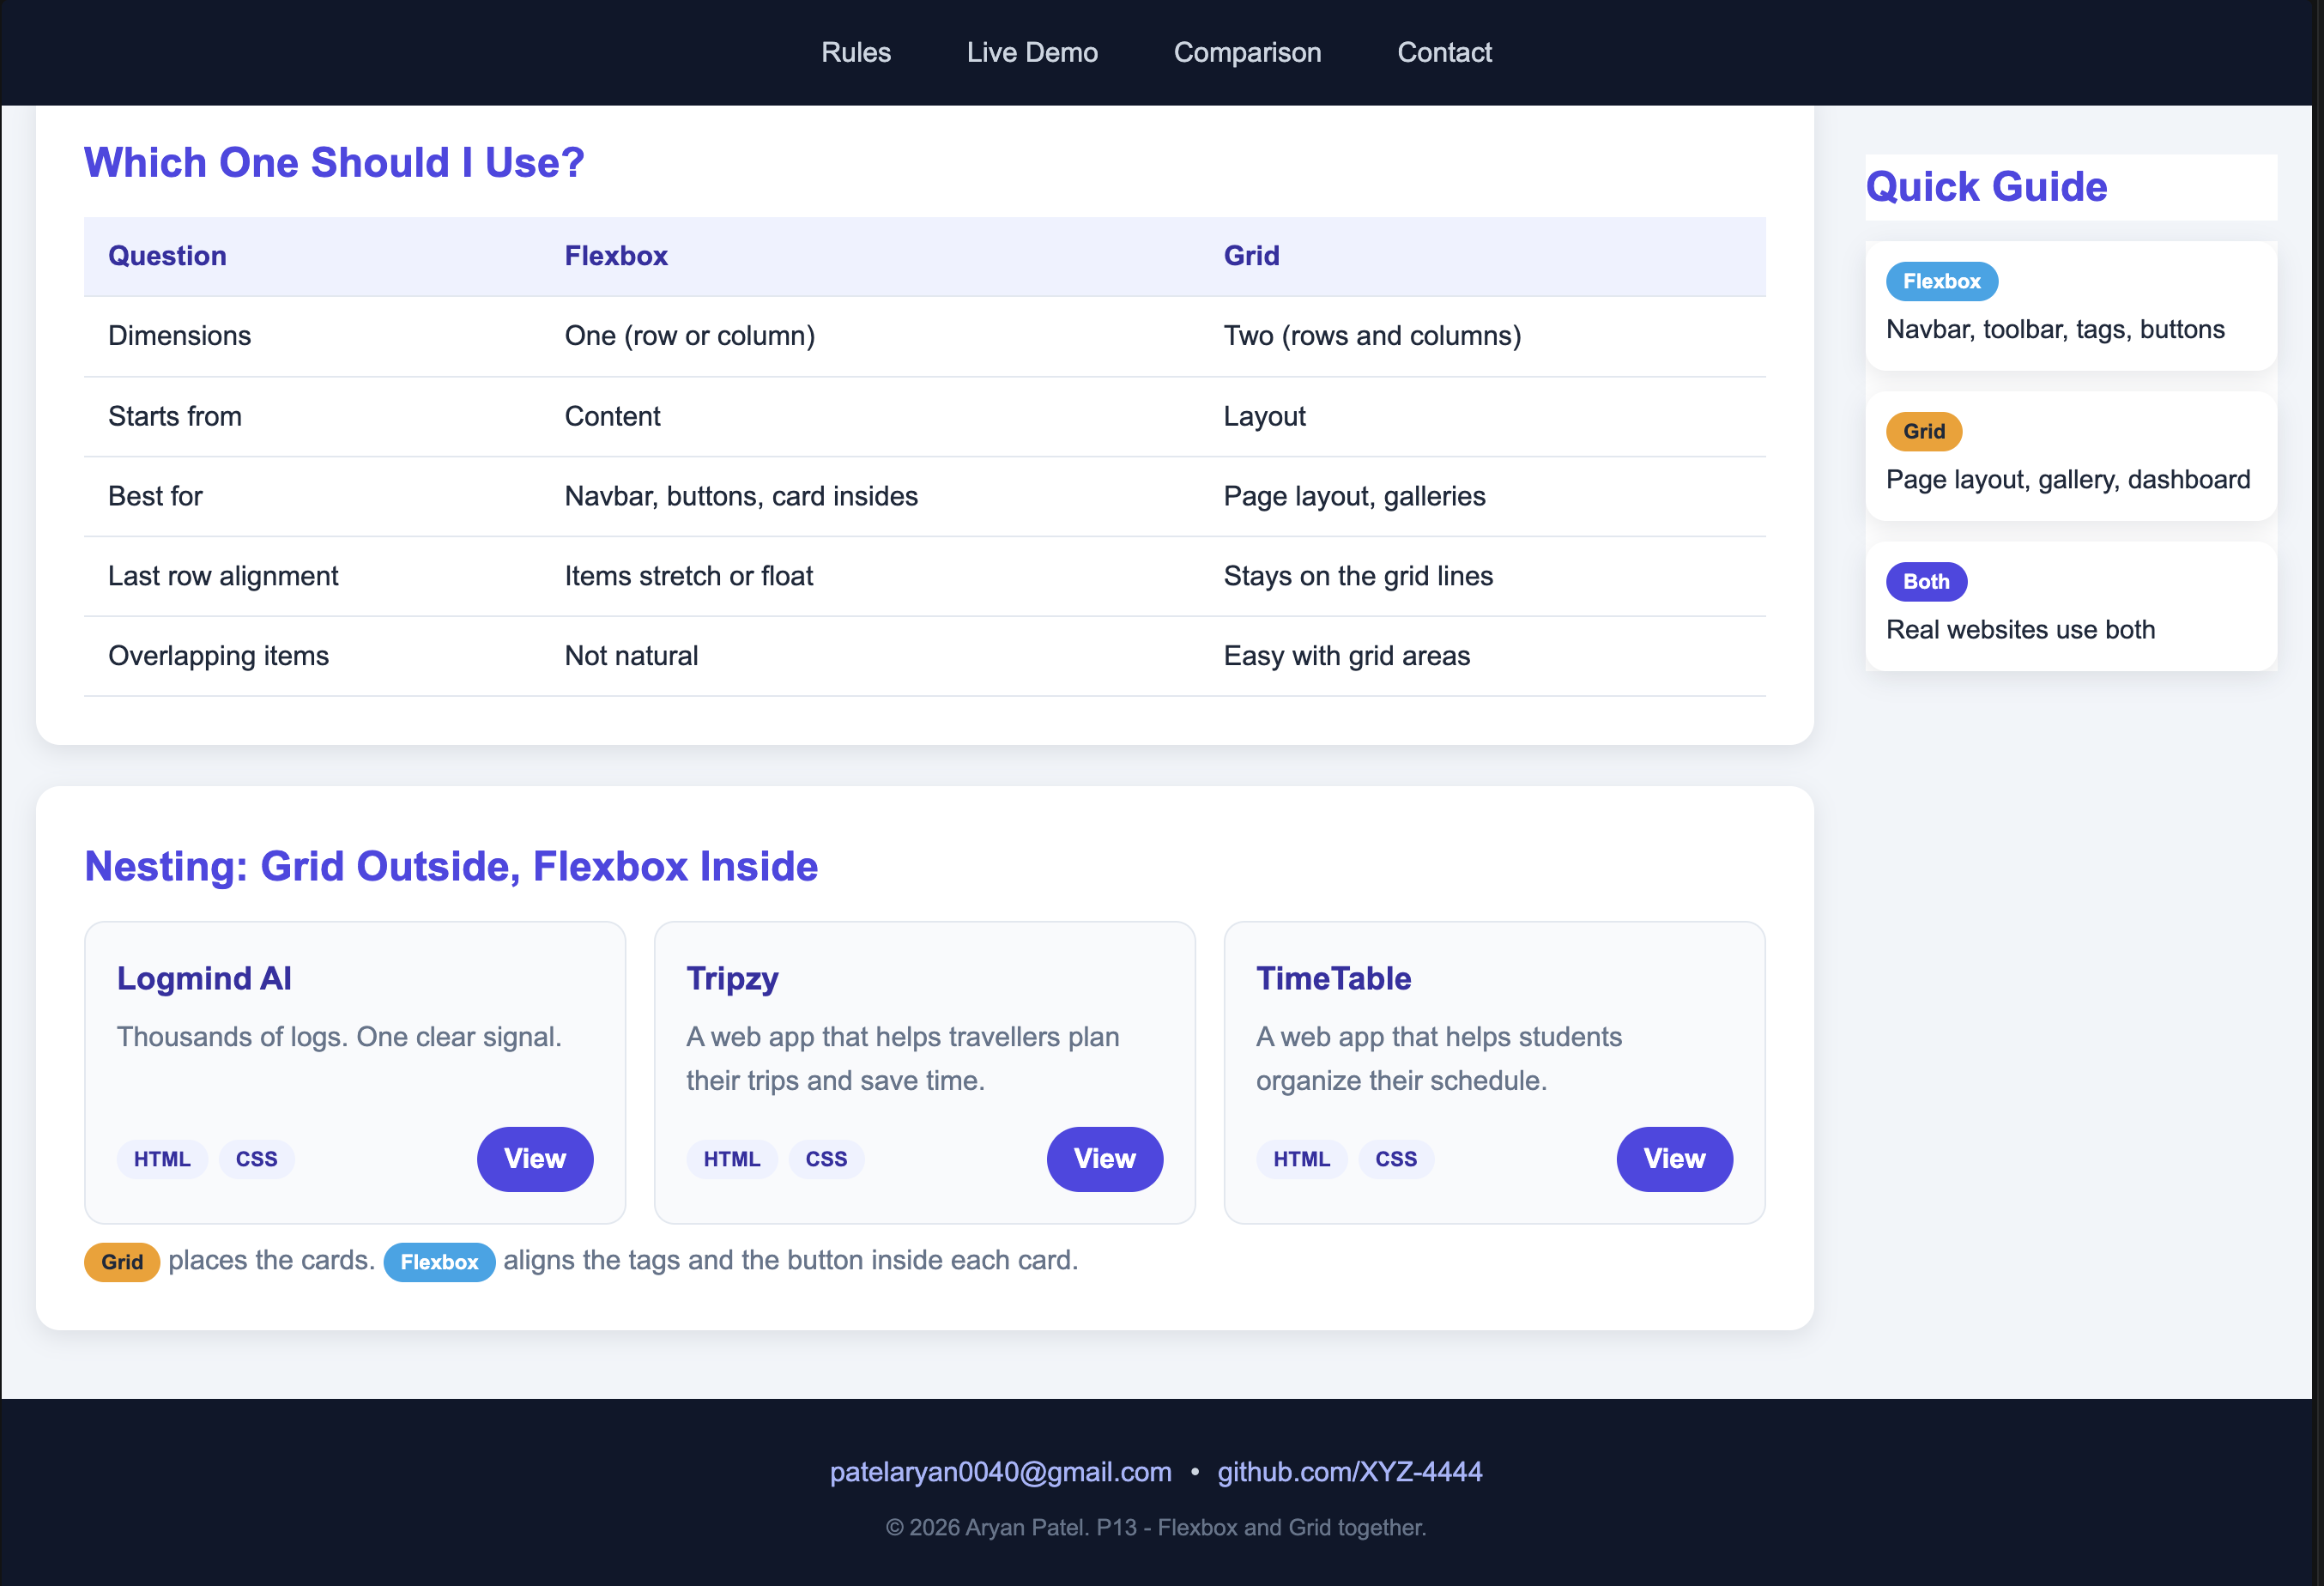 Rules Live Demo Comparison Contact
Which One Should I Use?
Question Flexbox Grid
Dimensions One (row or column) Two (rows and columns)
Starts from Content Layout
Best for Navbar, buttons, card insides Page layout, galleries
Last row alignment Items stretch or float Stays on the grid lines
Overlapping items Not natural Easy with grid areas
Quick Guide
Flexbox
Navbar, toolbar, tags, buttons
Grid
Page layout, gallery, dashboard
Both
Real websites use both
Nesting: Grid Outside, Flexbox Inside
Logmind AI
Thousands of logs. One clear signal.
HTML CSS View
Tripzy
A web app that helps travellers plan
their trips and save time.
HTML CSS View
TimeTable
A web app that helps students
organize their schedule.
HTML CSS View
Grid places the cards. Flexbox aligns the tags and the button inside each card.
patelaryan0040@gmail.com • github.com/XYZ-4444
© 2026 Aryan Patel. P13 - Flexbox and Grid together.